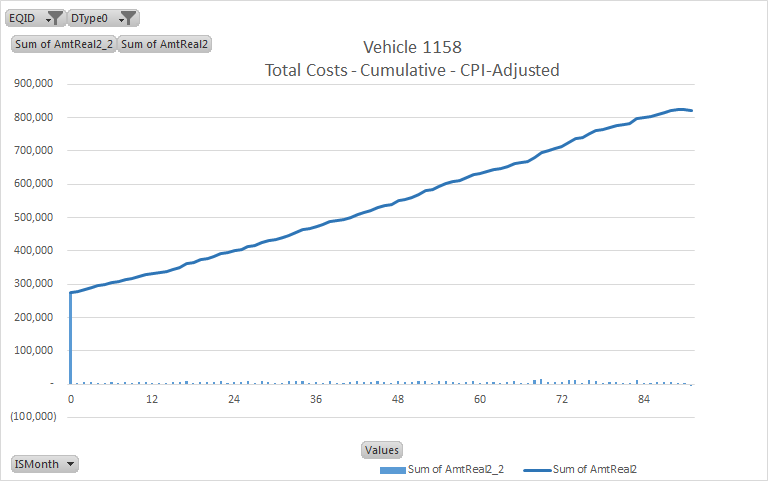 EQID DType0
Sum of AmtReal2_2 Sum of AmtReal2
Vehicle 1158
Total Costs - Cumulative - CPI-Adjusted
900,000
800,000
700,000
600,000
500,000
400,000
300,000
200,000
100,000
-
0 12 24 36 48 60 72 84
(100,000)
Values
ISMonth
Sum of AmtReal2_2 Sum of AmtReal2